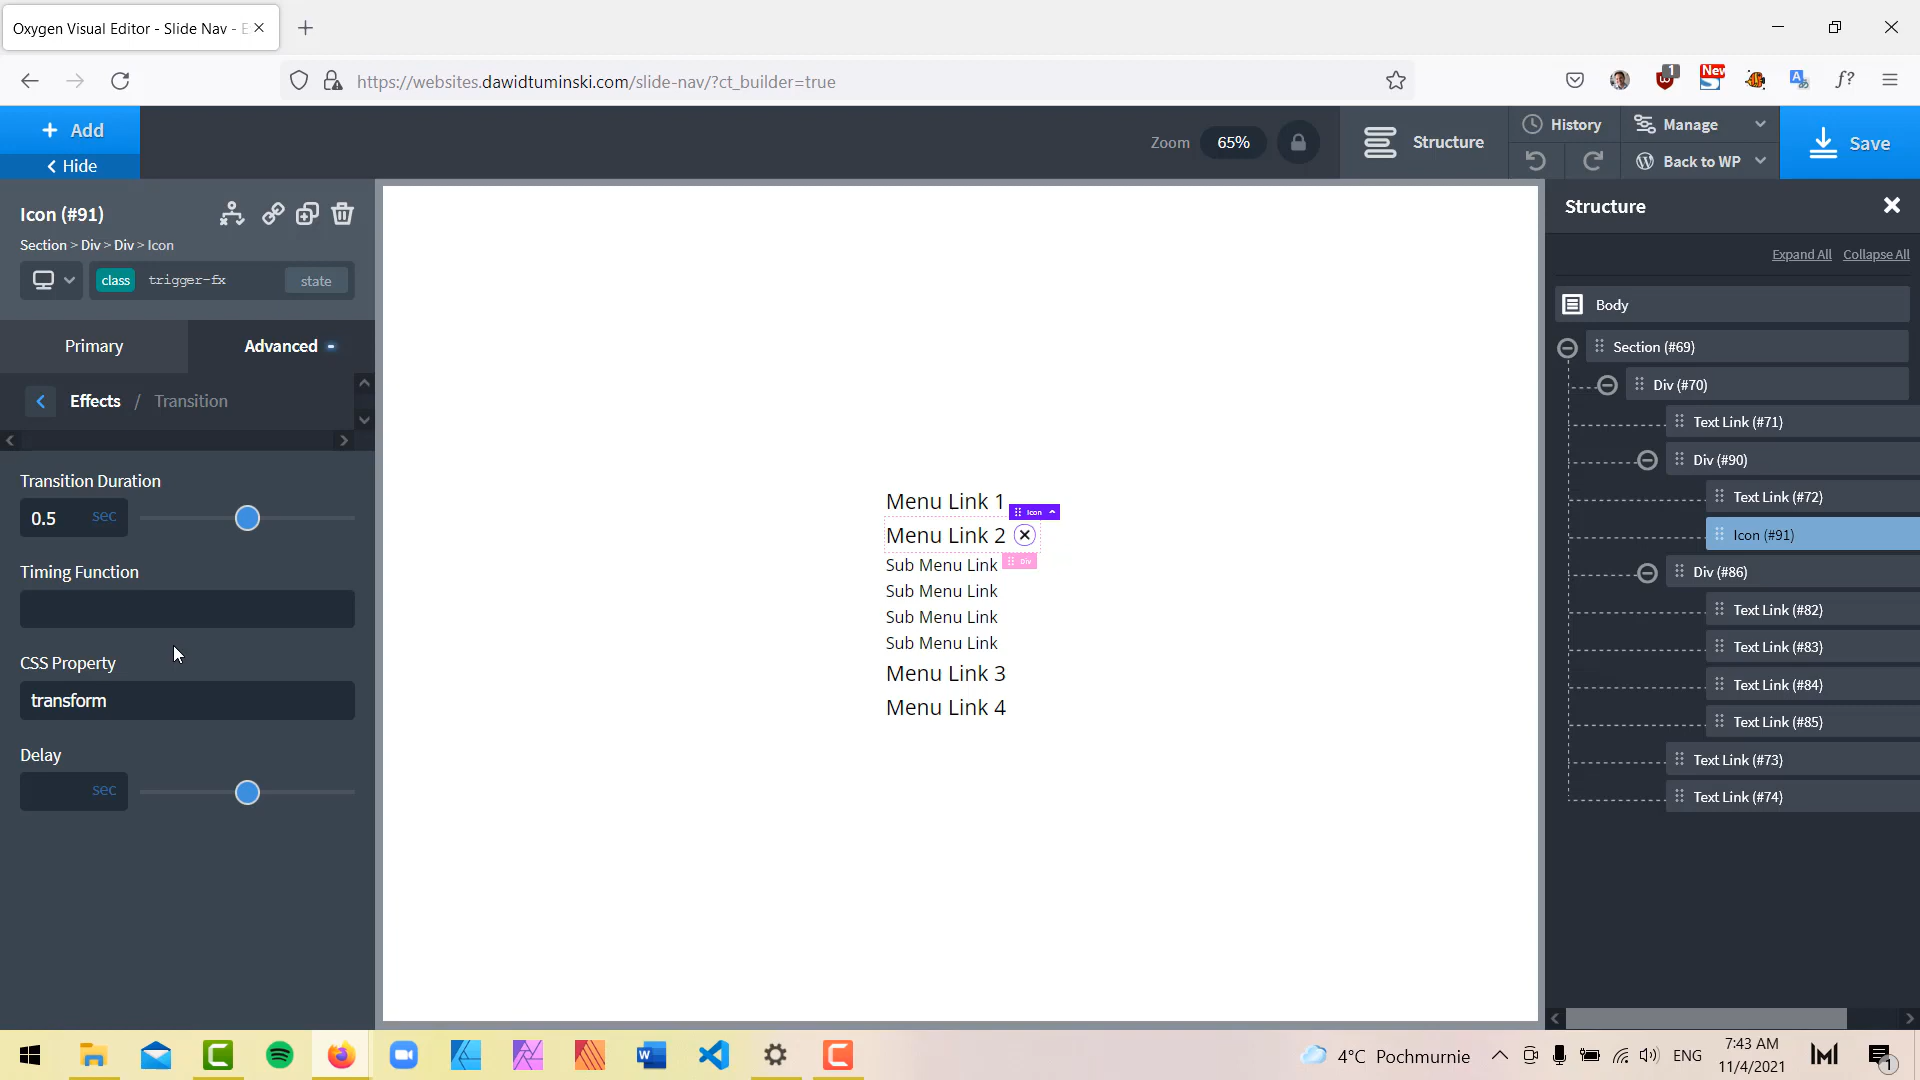 Oxygen Visual Editor - Slide Nav - E
https://websites.dawidtuminski.com/slide-nav/?ct_builder=true
1
New
f?
Add
Hide
Zoom
65%
Structure
History
Manage
Back to WP
Save
Icon (#91)
Section > Div > Div > Icon
class
trigger-fx
state
Primary
Advanced
Effects / Transition
Transition Duration
0.5
sec
Timing Function
CSS Property
transform
Delay
sec
Menu Link 1
Icon
Menu Link 2
Div
Sub Menu Link
Sub Menu Link
Sub Menu Link
Sub Menu Link
Menu Link 3
Menu Link 4
Structure
Expand All
Collapse All
Body
Section (#69)
Div (#70)
Text Link (#71)
Div (#90)
Text Link (#72)
Icon (#91)
Div (#86)
Text Link (#82)
Text Link (#83)
Text Link (#84)
Text Link (#85)
Text Link (#73)
Text Link (#74)
4°C Pochmurnie
ENG
7:43 AM
11/4/2021
1